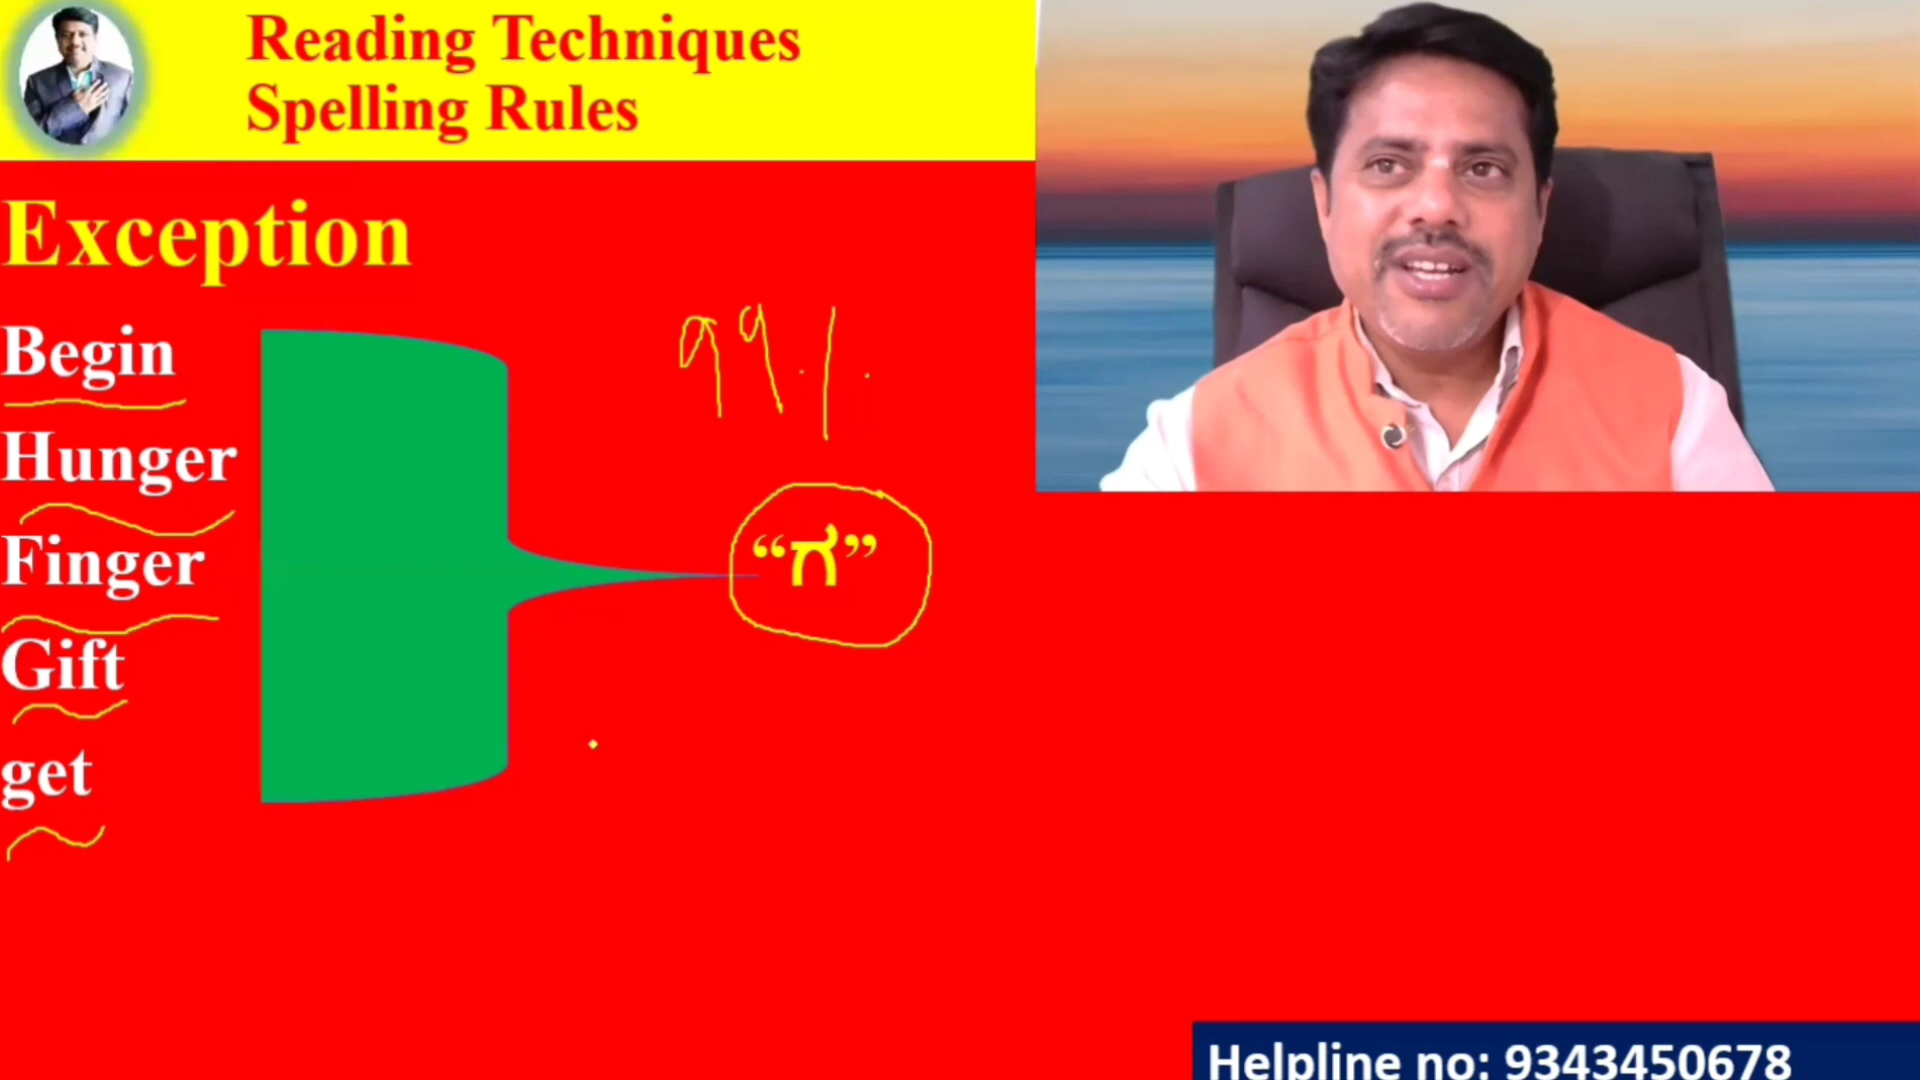 Reading Techniques
Spelling Rules
Exception
Begin
Hunger
Finger
Gift
get
99%
“ಗ”
Helpline no: 9343450678